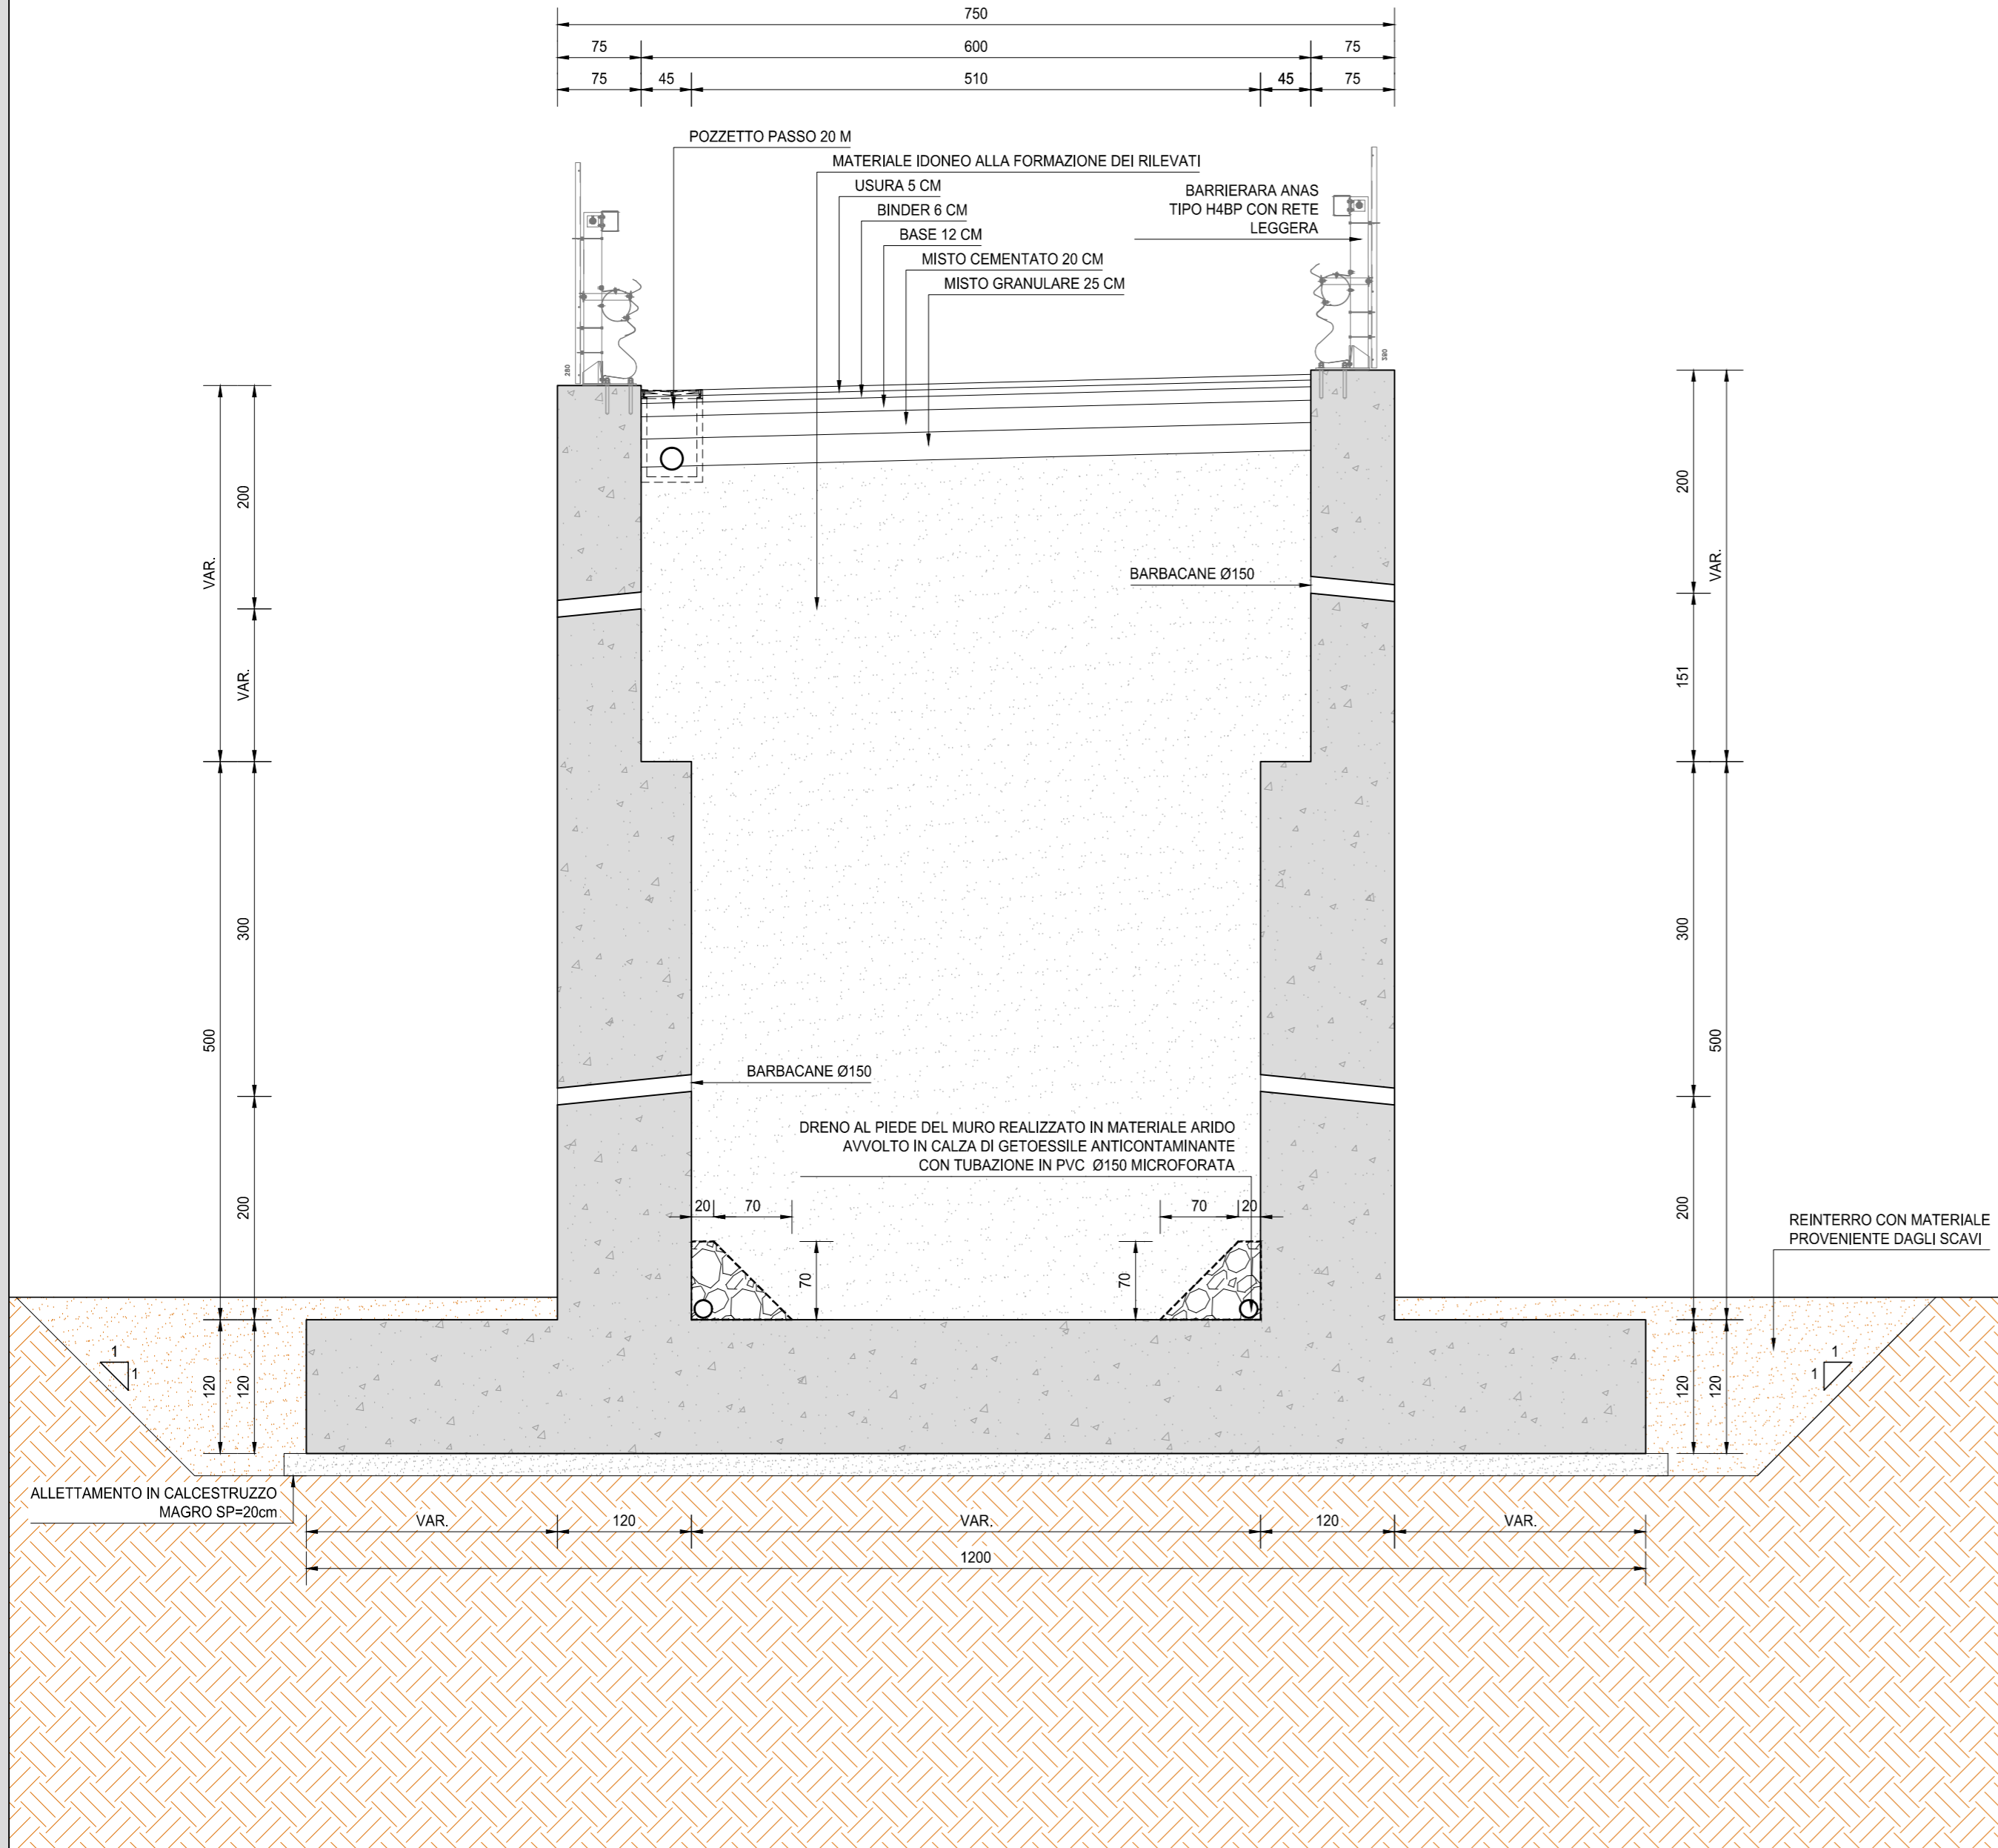 750
75
600
75
75
45
510
45
75
POZZETTO PASSO 20 M
MATERIALE IDONEO ALLA FORMAZIONE DEI RILEVATI
USURA 5 CM
BINDER 6 CM
BASE 12 CM
MISTO CEMENTATO 20 CM
MISTO GRANULARE 25 CM
BARRIERARA ANAS
TIPO H4BP CON RETE
LEGGERA
280
280
VAR.
200
VAR.
200
VAR.
151
BARBACANE Ø150
500
300
200
300
500
200
BARBACANE Ø150
DRENO AL PIEDE DEL MURO REALIZZATO IN MATERIALE ARIDO
AVVOLTO IN CALZA DI GETOESSILE ANTICONTAMINANTE
CON TUBAZIONE IN PVC Ø150 MICROFORATA
20
70
70
20
70
70
REINTERRO CON MATERIALE
PROVENIENTE DAGLI SCAVI
1
1
120
120
120
120
1
1
ALLETTAMENTO IN CALCESTRUZZO
MAGRO SP=20cm
VAR.
120
VAR.
120
VAR.
1200